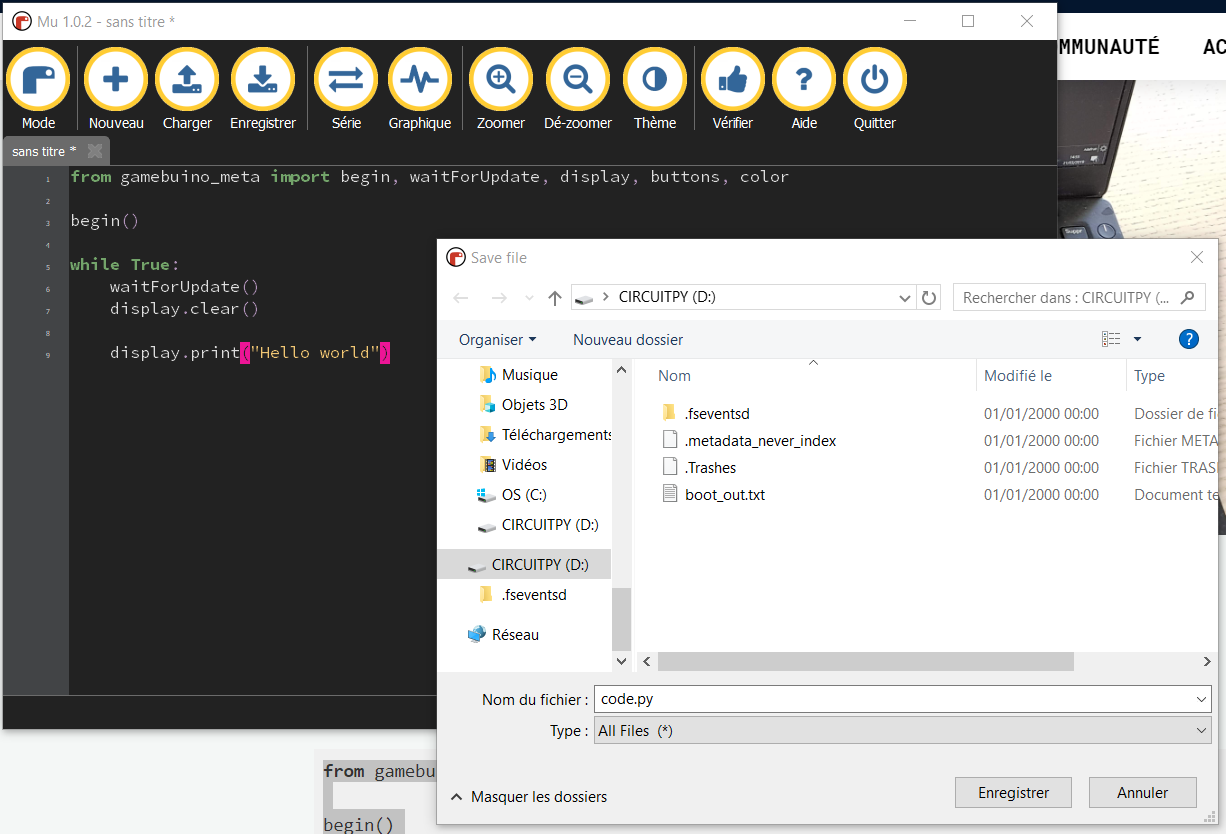 Mu 1.0.2 - sans titre *
MMUNAUTÉ
AC
Mode
Nouveau
Charger
Enregistrer
Série
Graphique
Zoomer
Dé-zoomer
Thème
Vérifier
Aide
Quitter
sans titre *
1 from gamebuino_meta import begin, waitForUpdate, display, buttons, color
2
3 begin()
4
5 while True:
6 waitForUpdate()
7 display.clear()
8
9 display.print("Hello world")
Save file
CIRCUITPY (D:)
Rechercher dans : CIRCUITPY (...
Organiser
Nouveau dossier
?
Musique
Objets 3D
Téléchargements
Vidéos
OS (C:)
CIRCUITPY (D:)
CIRCUITPY (D:)
.fseventsd
Réseau
Nom Modifié le Type
.fseventsd 01/01/2000 00:00 Dossier de fi
.metadata_never_index 01/01/2000 00:00 Fichier META
.Trashes 01/01/2000 00:00 Fichier TRAS
boot_out.txt 01/01/2000 00:00 Document te
Nom du fichier : code.py
Type : All Files (*)
Masquer les dossiers
Enregistrer
Annuler
from gamebu
begin()